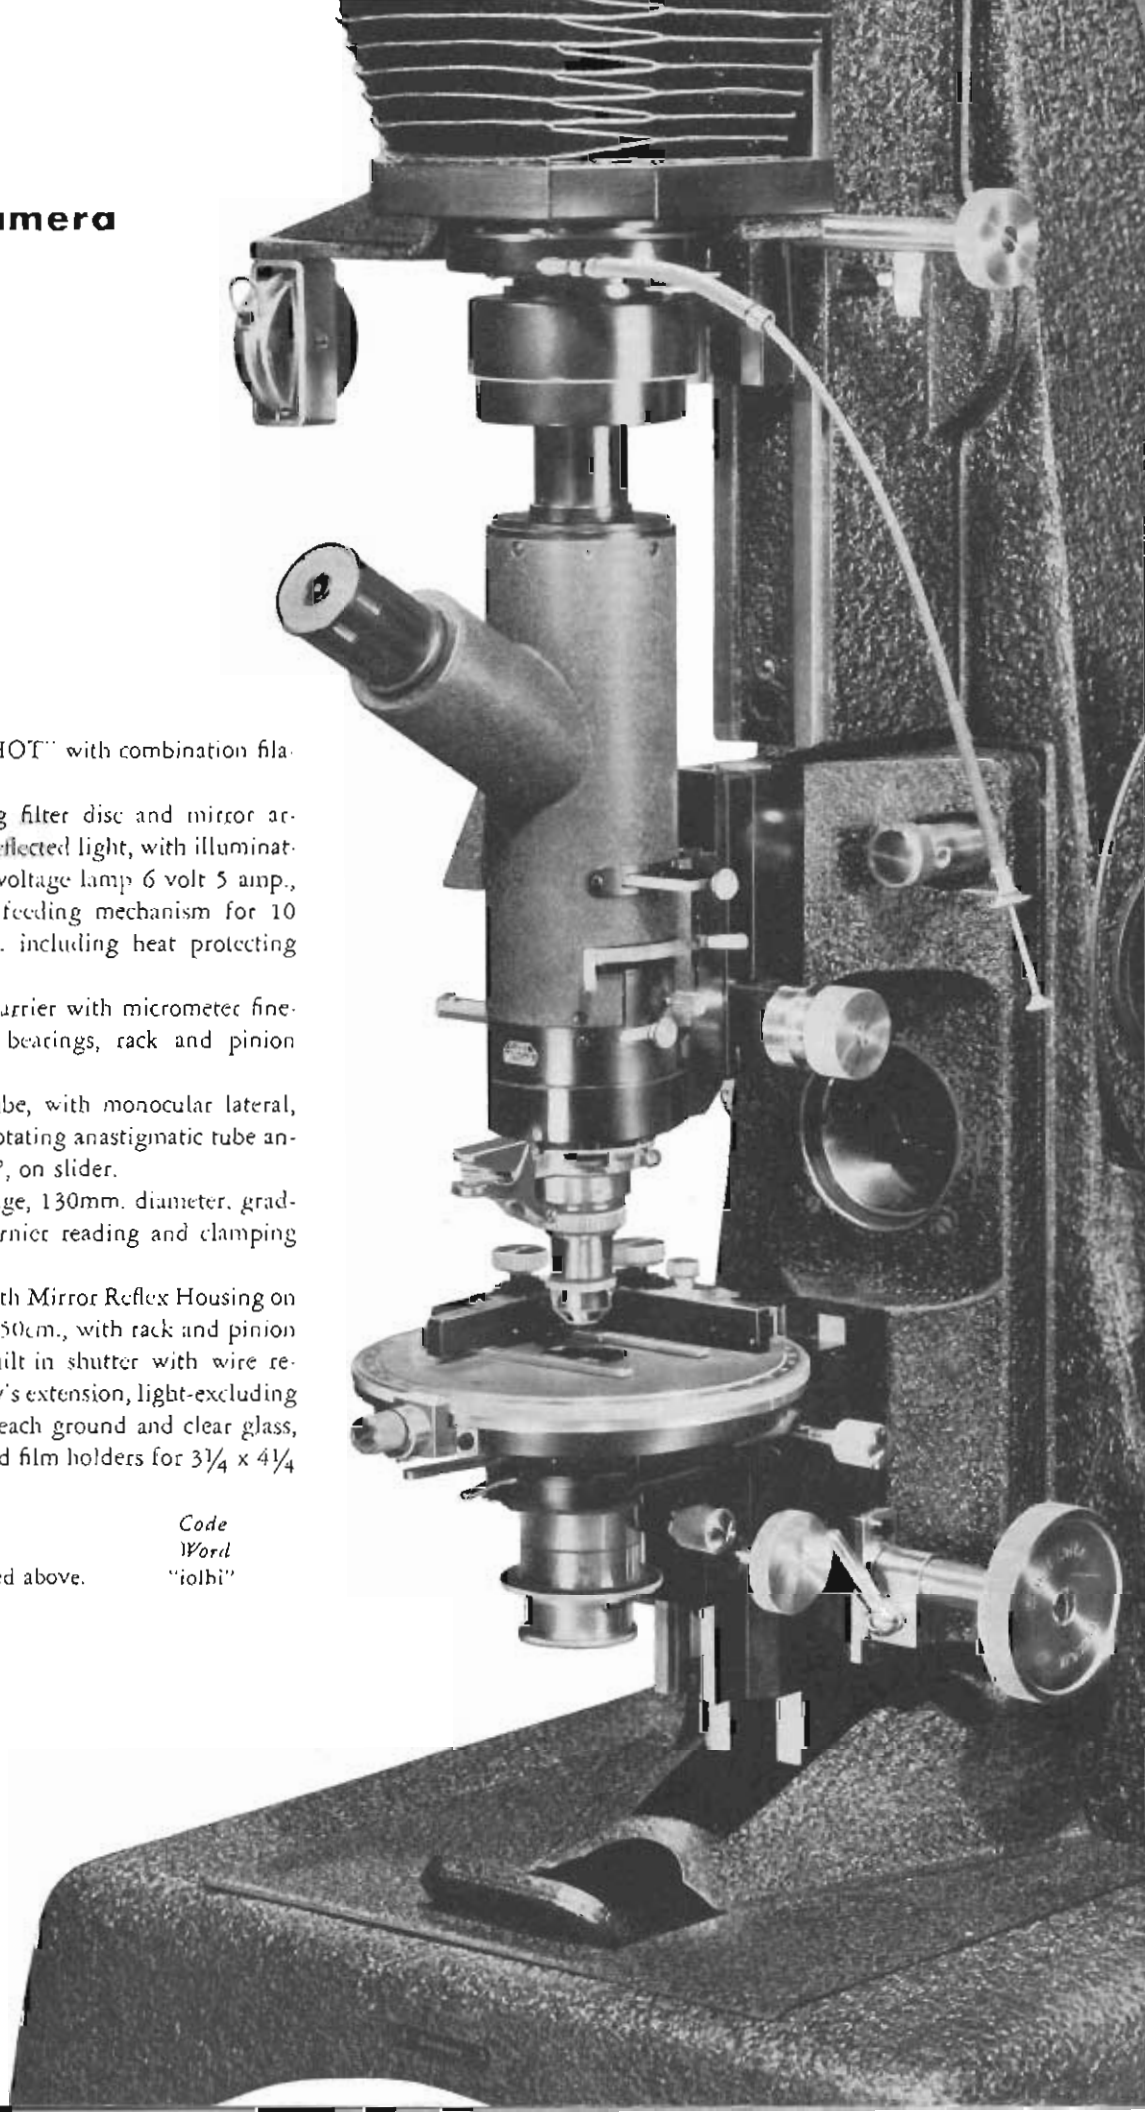 amera
HOT" with combination fila-
g filter disc and mirror ar-
eflected light, with illuminat-
voltage lamp 6 volt 5 amp.,
feeding mechanism for 10
. including heat protecting
arrier with micrometer fine-
bearings, rack and pinion
be, with monocular lateral,
otating anastigmatic tube an-
°, on slider.
ge, 130mm. diameter, grad-
rnier reading and clamping
th Mirror Reflex Housing on
50cm., with rack and pinion
ilt in shutter with wire re-
y's extension, light-excluding
each ground and clear glass,
d film holders for 3¼ x 4¼
Code
Word
ed above. "iolbi"